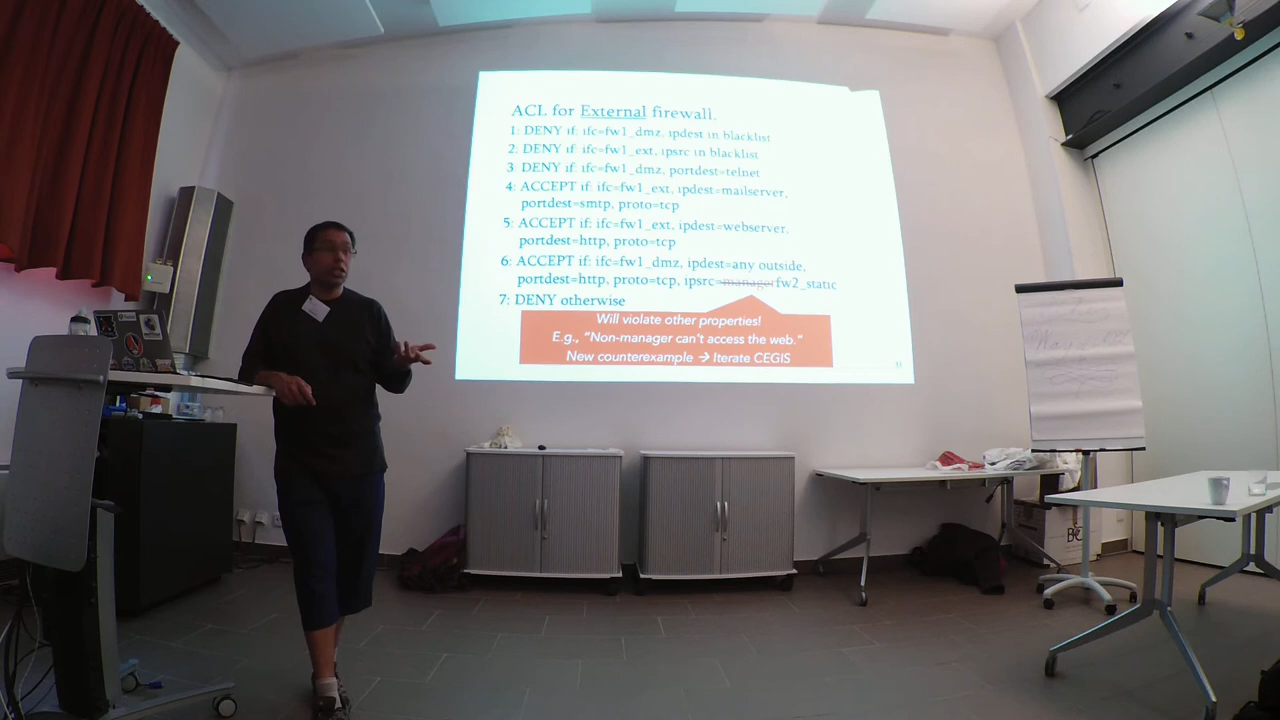 ACL for External firewall.
1: DENY if: ifc=fw1_dmz, ipdest in blacklist
2: DENY if: ifc=fw1_ext, ipsrc in blacklist
3: DENY if: ifc=fw1_dmz, portdest=telnet
4: ACCEPT if: ifc=fw1_ext, ipdest=mailserver,
portdest=smtp, proto=tcp
5: ACCEPT if: ifc=fw1_ext, ipdest=webserver,
portdest=http, proto=tcp
6: ACCEPT if: ifc=fw1_dmz, ipdest=any outside,
portdest=http, proto=tcp, ipsrc=managerfw2_static
7: DENY otherwise
Will violate other properties!
E.g., "Non-manager can't access the web."
New counterexample → Iterate CEGIS